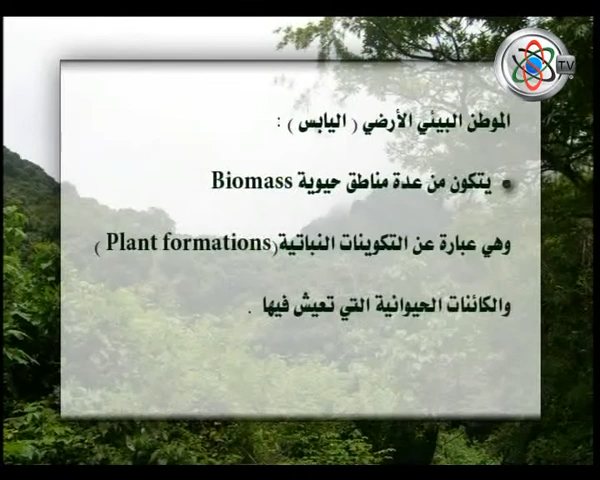 TV
الموطن البيئي الأرضي ( اليابس ) :
• يتكون من عدة مناطق حيوية Biomass
وهي عبارة عن التكوينات النباتية(Plant formations )
والكائنات الحيوانية التي تعيش فيها .